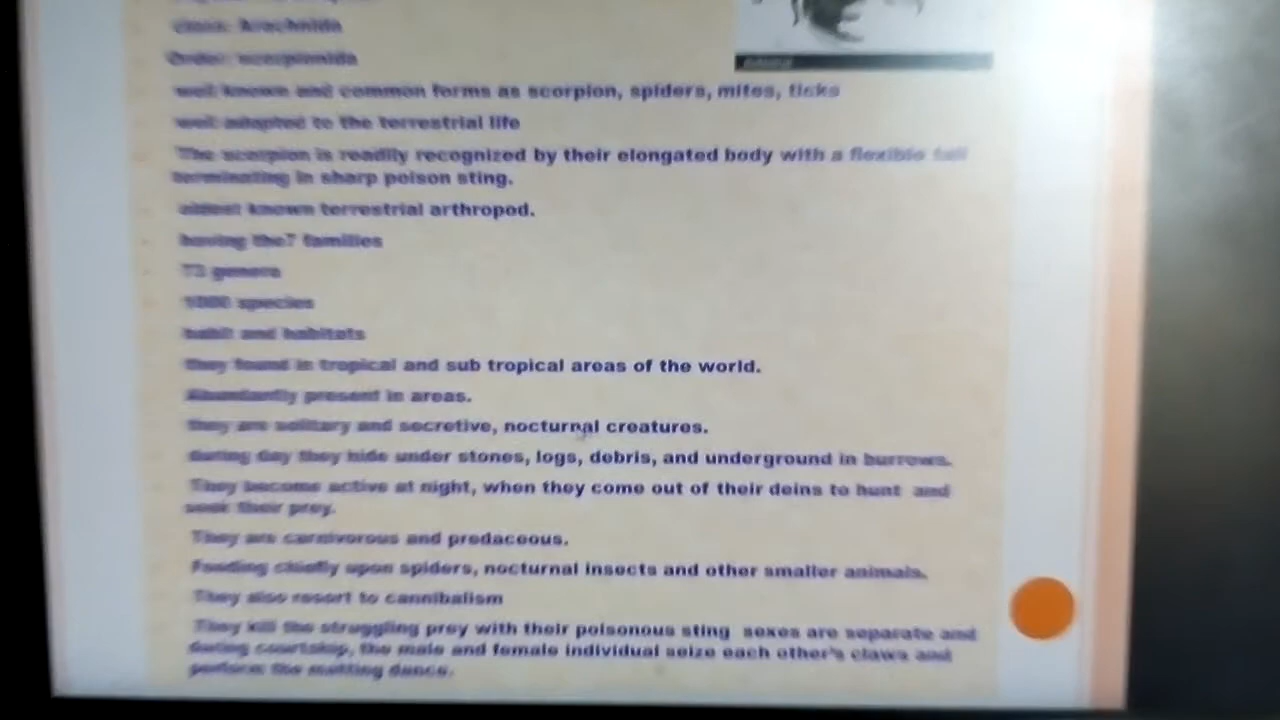 class: Arachnida
Order: scorpionida
well known and common forms as scorpion, spiders, mites, ticks
well adapted to the terrestrial life
The scorpion is readily recognized by their elongated body with a flexible tail
terminating in sharp poison sting.
oldest known terrestrial arthropod.
having the7 families
73 genera
1000 species
habit and habitats
they found in tropical and sub tropical areas of the world.
Abundantly present in areas.
they are solitary and secretive, nocturnal creatures.
during day they hide under stones, logs, debris, and underground in burrows.
They become active at night, when they come out of their deins to hunt and
seek their prey.
They are carnivorous and predaceous.
Feeding chiefly upon spiders, nocturnal insects and other smaller animals.
They also resort to cannibalism
They kill the struggling prey with their poisonous sting sexes are separate and
during courtship, the male and female individual seize each other's claws and
perform the matting dance.